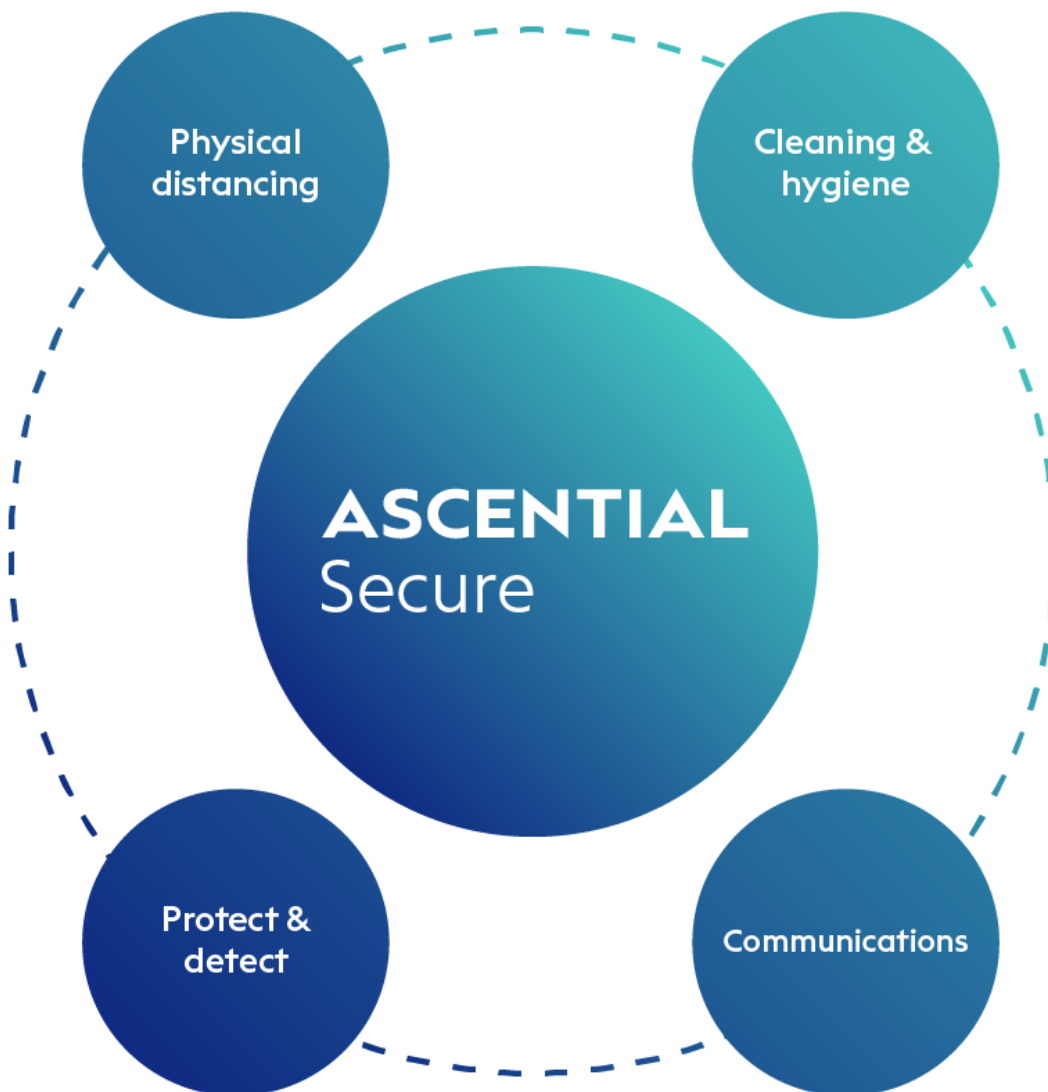 Physical
distancing
Cleaning &
hygiene
ASCENTIAL
Secure
Protect &
detect
Communications